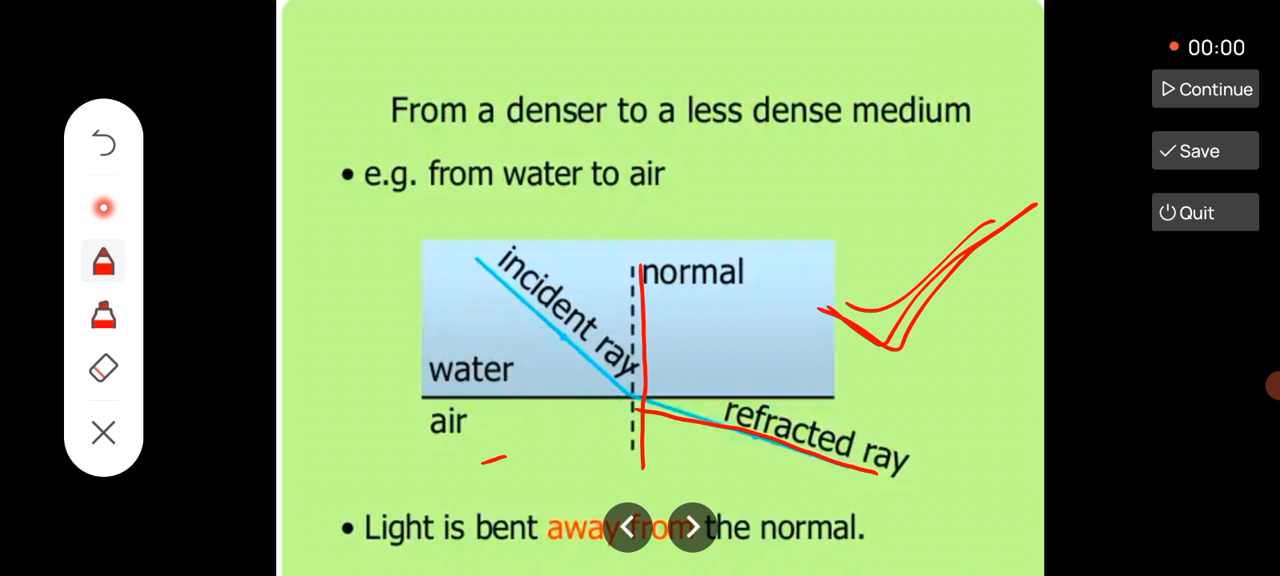 00:00
Continue
Save
Quit
From a denser to a less dense medium
• e.g. from water to air
incident ray
normal
water
air
refracted ray
• Light is bent away from the normal.